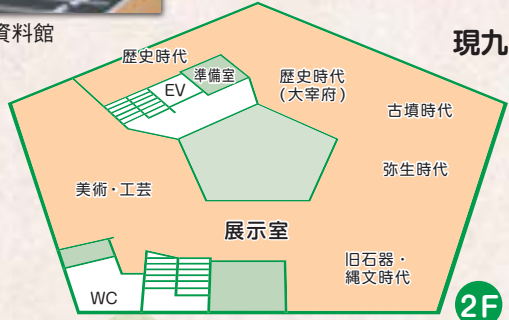 資料館
現九
歴史時代
準備室
EV
歴史時代
(大宰府)
古墳時代
弥生時代
美術・工芸
展示室
旧石器・
縄文時代
WC
2F